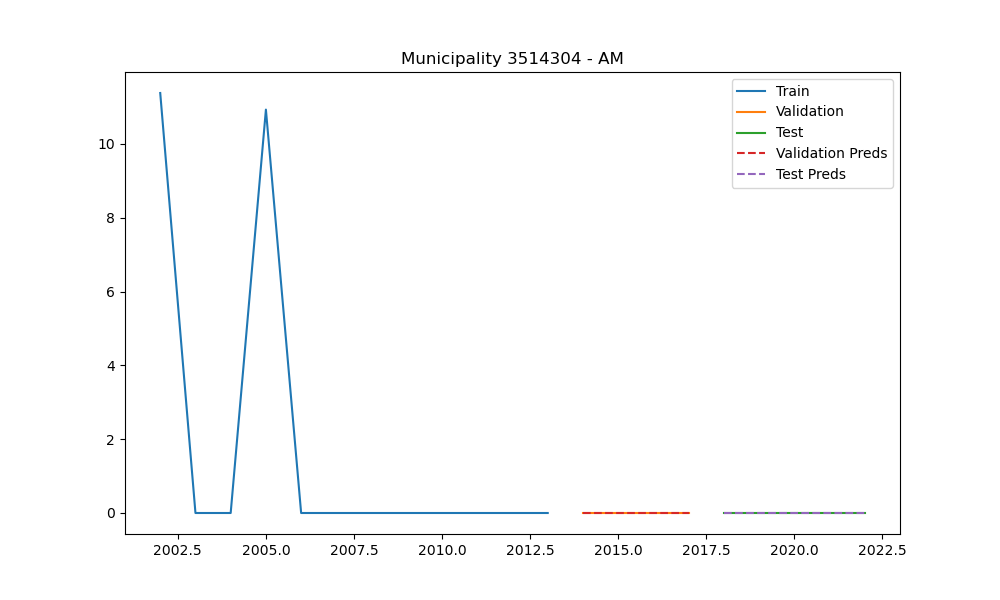 Municipality 3514304 - AM
Train
Validation
Test
Validation Preds
Test Preds
10
8
6
4
2
0
2002.5 2005.0 2007.5 2010.0 2012.5 2015.0 2017.5 2020.0 2022.5